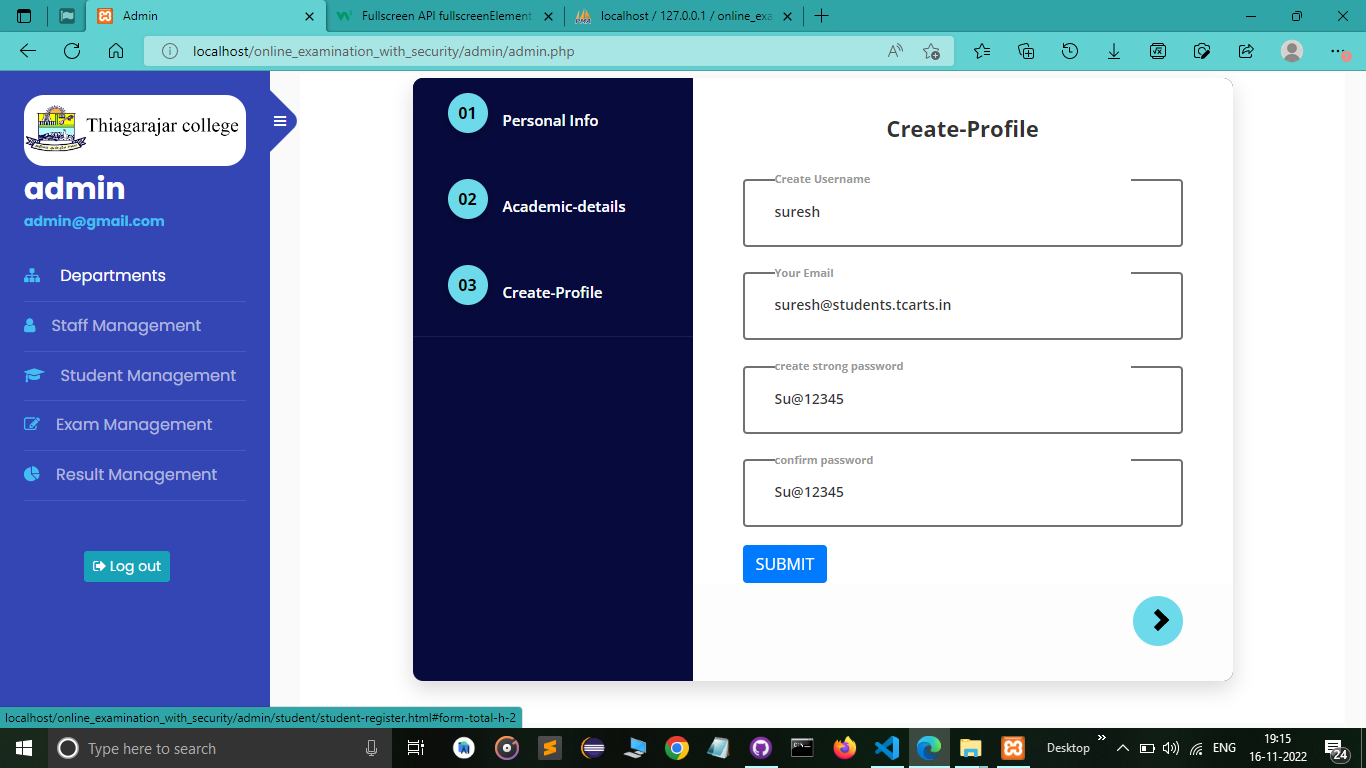 Admin
Fullscreen API fullscreenElement
localhost / 127.0.0.1 / online_exa
localhost/online_examination_with_security/admin/admin.php
Thiagarajar college
admin
admin@gmail.com
Departments
Staff Management
Student Management
Exam Management
Result Management
Log out
01 Personal Info
02 Academic-details
03 Create-Profile
Create-Profile
Create Username
suresh
Your Email
suresh@students.tcarts.in
create strong password
Su@12345
confirm password
Su@12345
SUBMIT
localhost/online_examination_with_security/admin/student/student-register.html#form-total-h-2
Type here to search
Desktop
ENG
19:15
16-11-2022
24